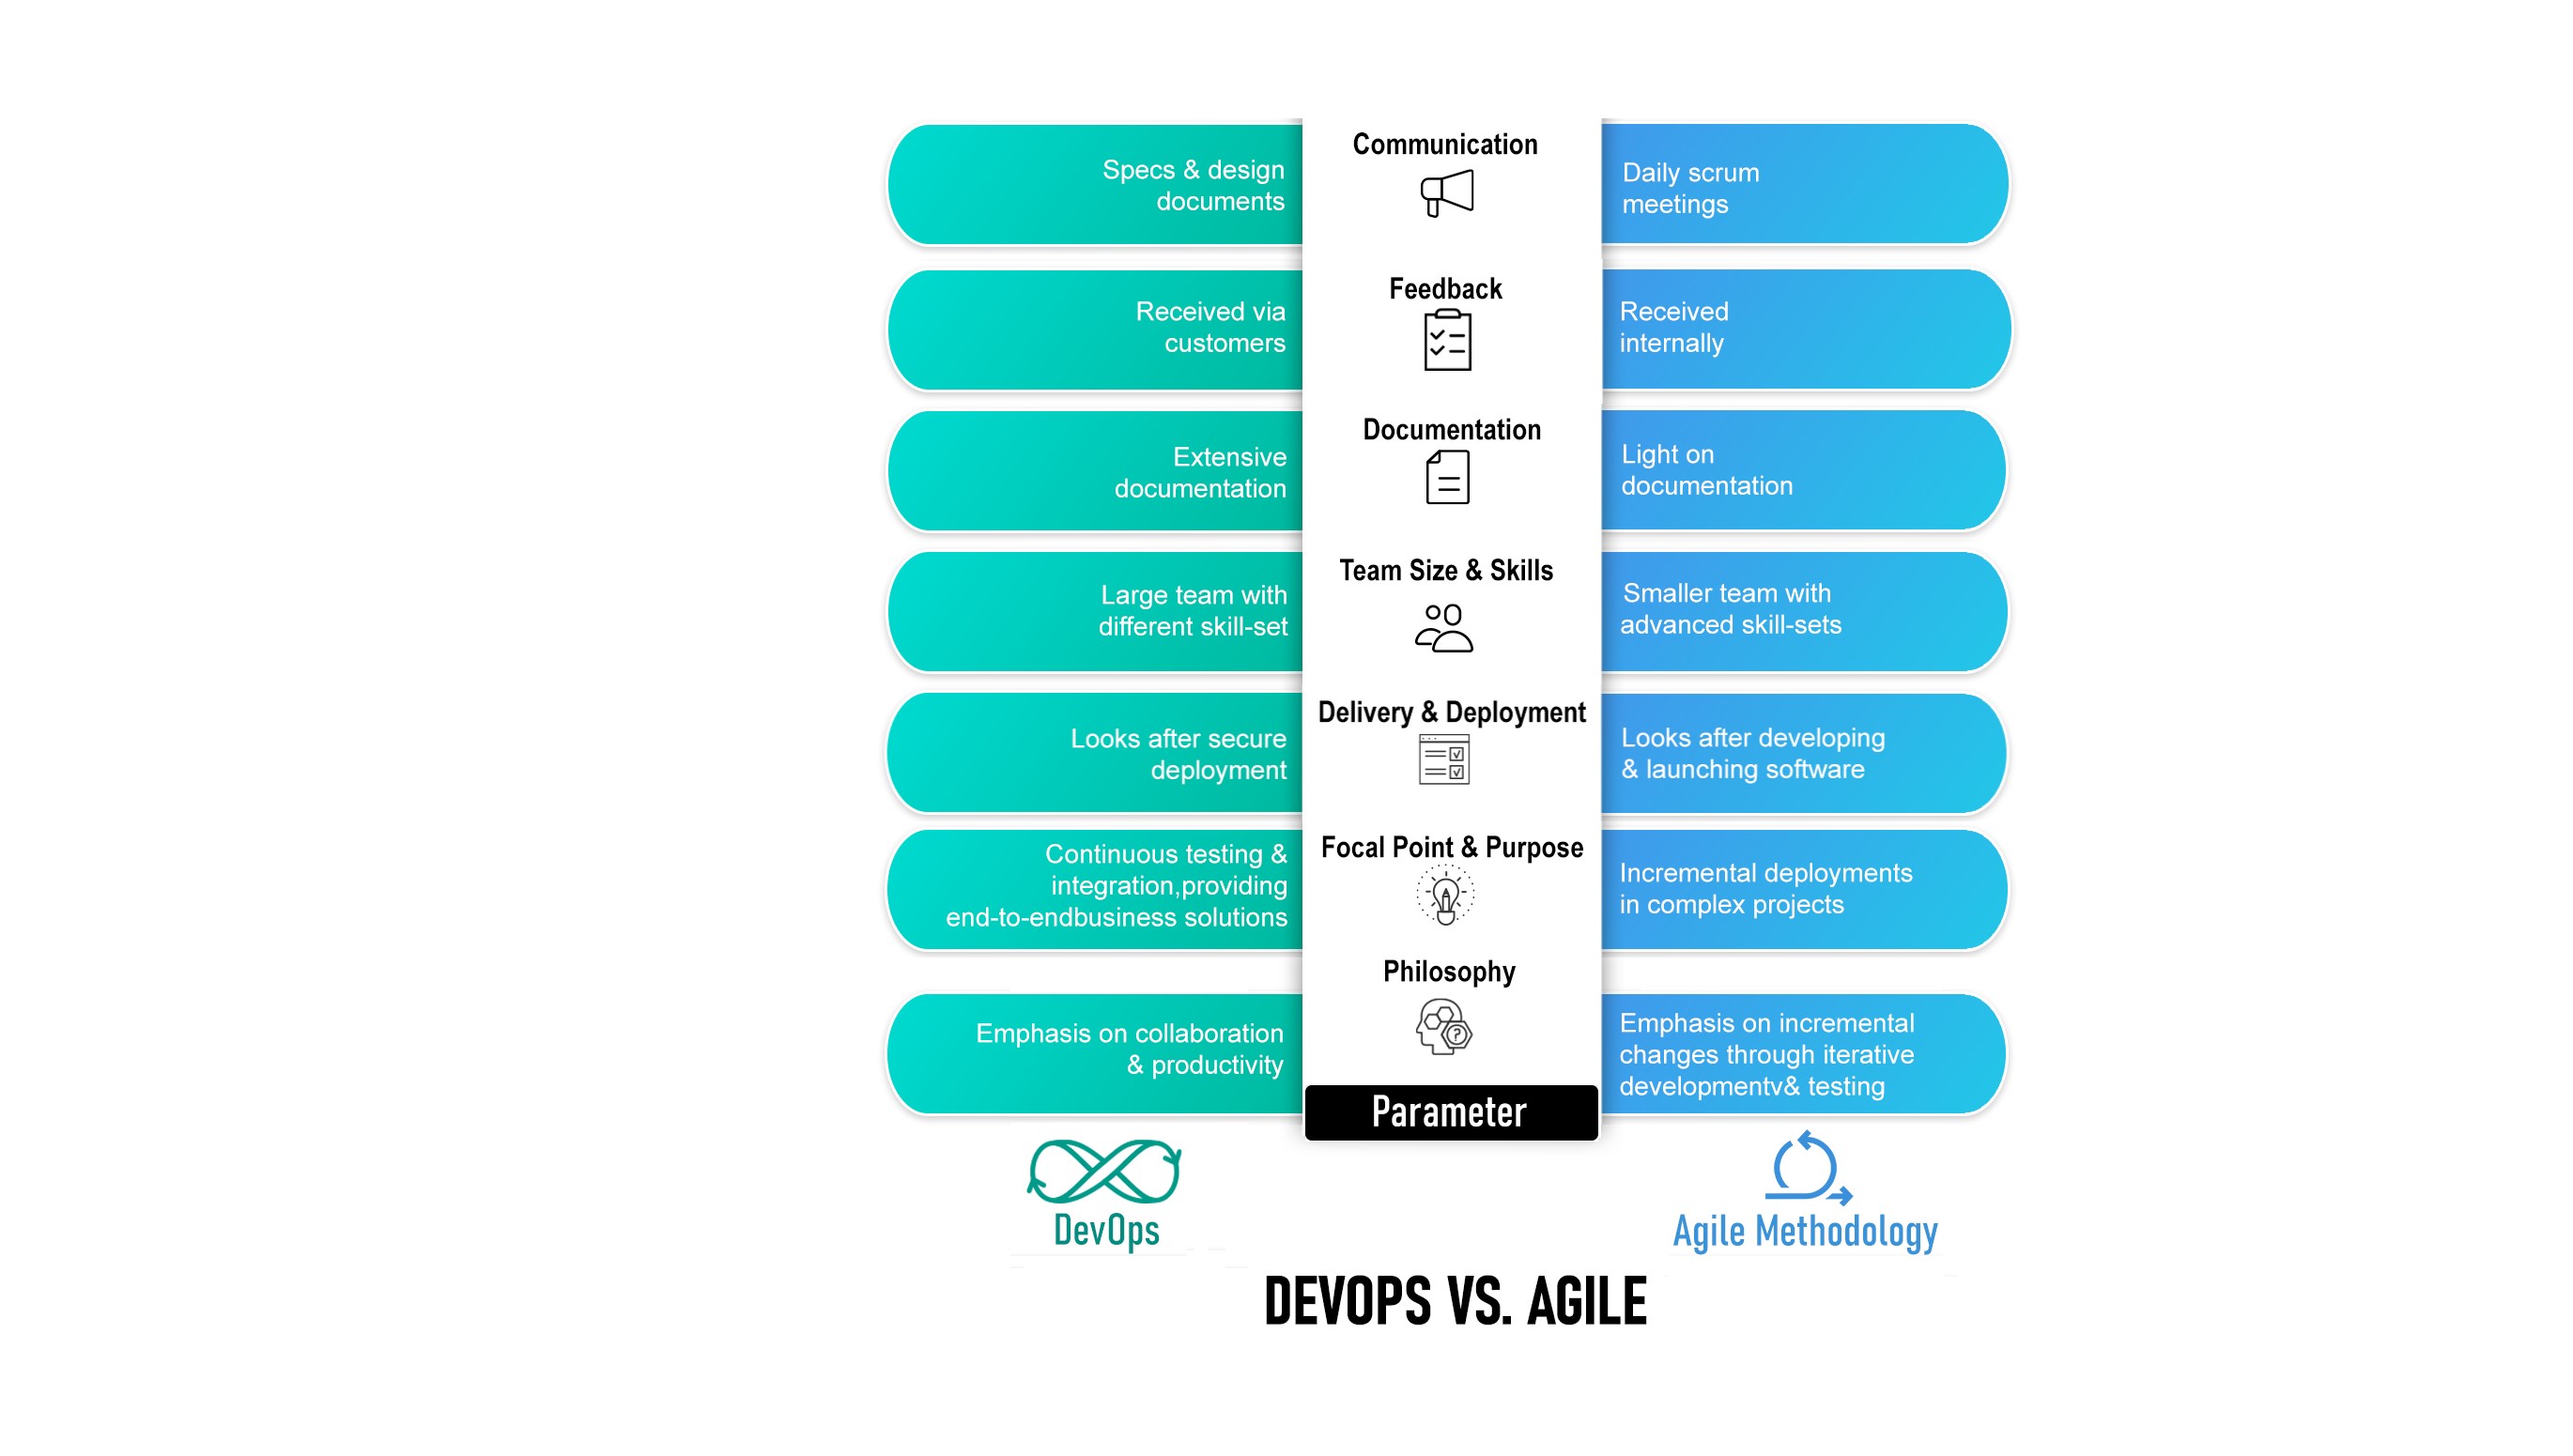 Communication
Specs & design
documents
Daily scrum
meetings
Feedback
Received via
customers
Received
internally
Documentation
Extensive
documentation
Light on
documentation
Team Size & Skills
Large team with
different skill-set
Smaller team with
advanced skill-sets
Delivery & Deployment
Looks after secure
deployment
Looks after developing
& launching software
Focal Point & Purpose
Continuous testing &
integration,providing
end-to-endbusiness solutions
Incremental deployments
in complex projects
Philosophy
Emphasis on collaboration
& productivity
Emphasis on incremental
changes through iterative
developmentv& testing
Parameter
DevOps
Agile Methodology
DEVOPS VS. AGILE